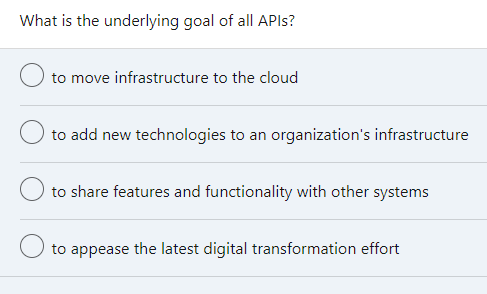 What is the underlying goal of all APIs?
to move infrastructure to the cloud
to add new technologies to an organization's infrastructure
to share features and functionality with other systems
to appease the latest digital transformation effort